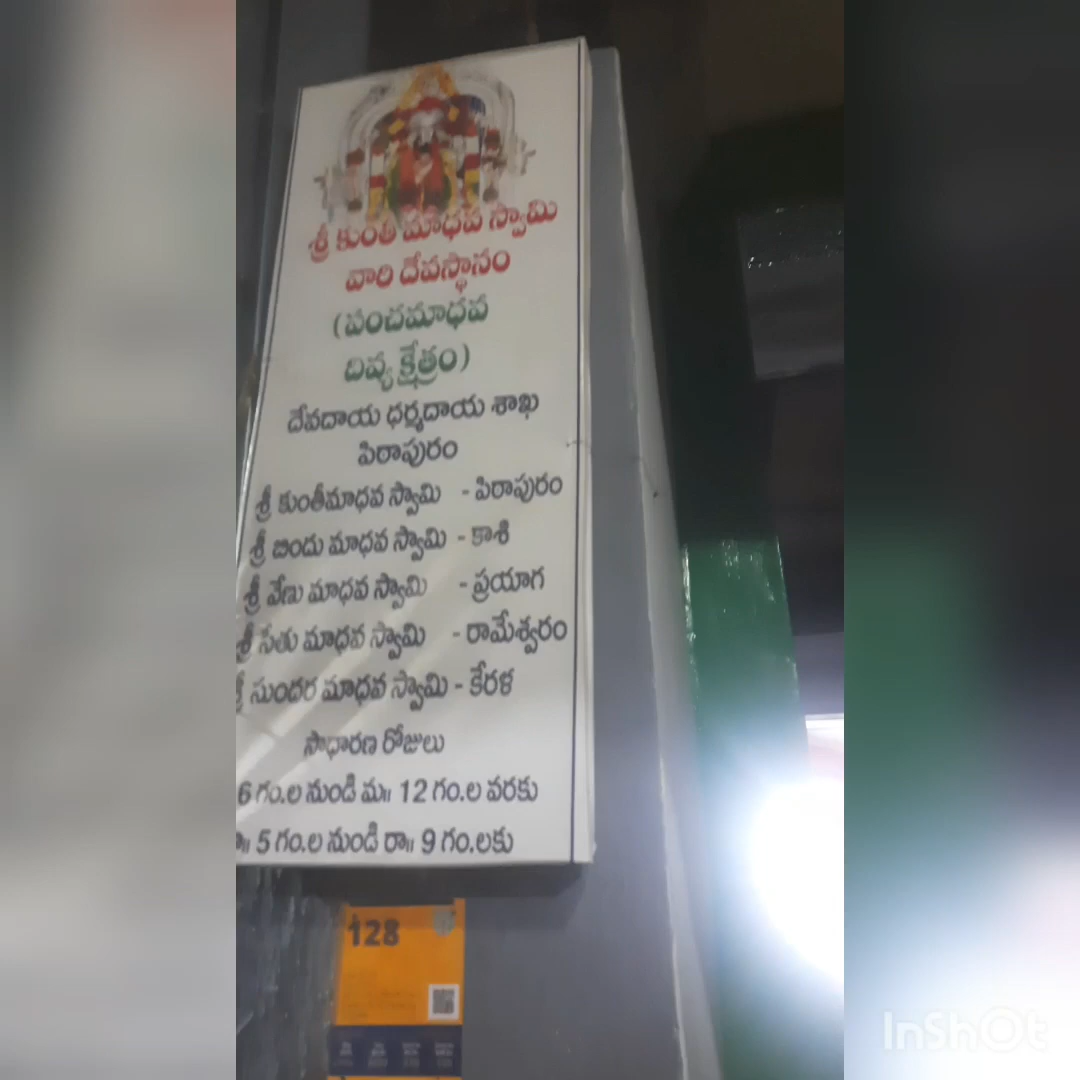 శ్రీ కుంతీ మాధవ స్వామి
వారి దేవస్థానం
(పంచమాధవ
దివ్య క్షేత్రం)
దేవదాయ ధర్మదాయ శాఖ
పిఠాపురం
శ్రీ కుంతీమాధవ స్వామి - పిఠాపురం
శ్రీ బిందు మాధవ స్వామి - కాశి
శ్రీ వేణు మాధవ స్వామి - ప్రయాగ
శ్రీ సేతు మాధవ స్వామి - రామేశ్వరం
శ్రీ సుందర మాధవ స్వామి - కేరళ
సాధారణ రోజులు
6 గం.ల నుండి మ॥ 12 గం.ల వరకు
5 గం.ల నుండి రా॥ 9 గం.లకు
128
InShOt